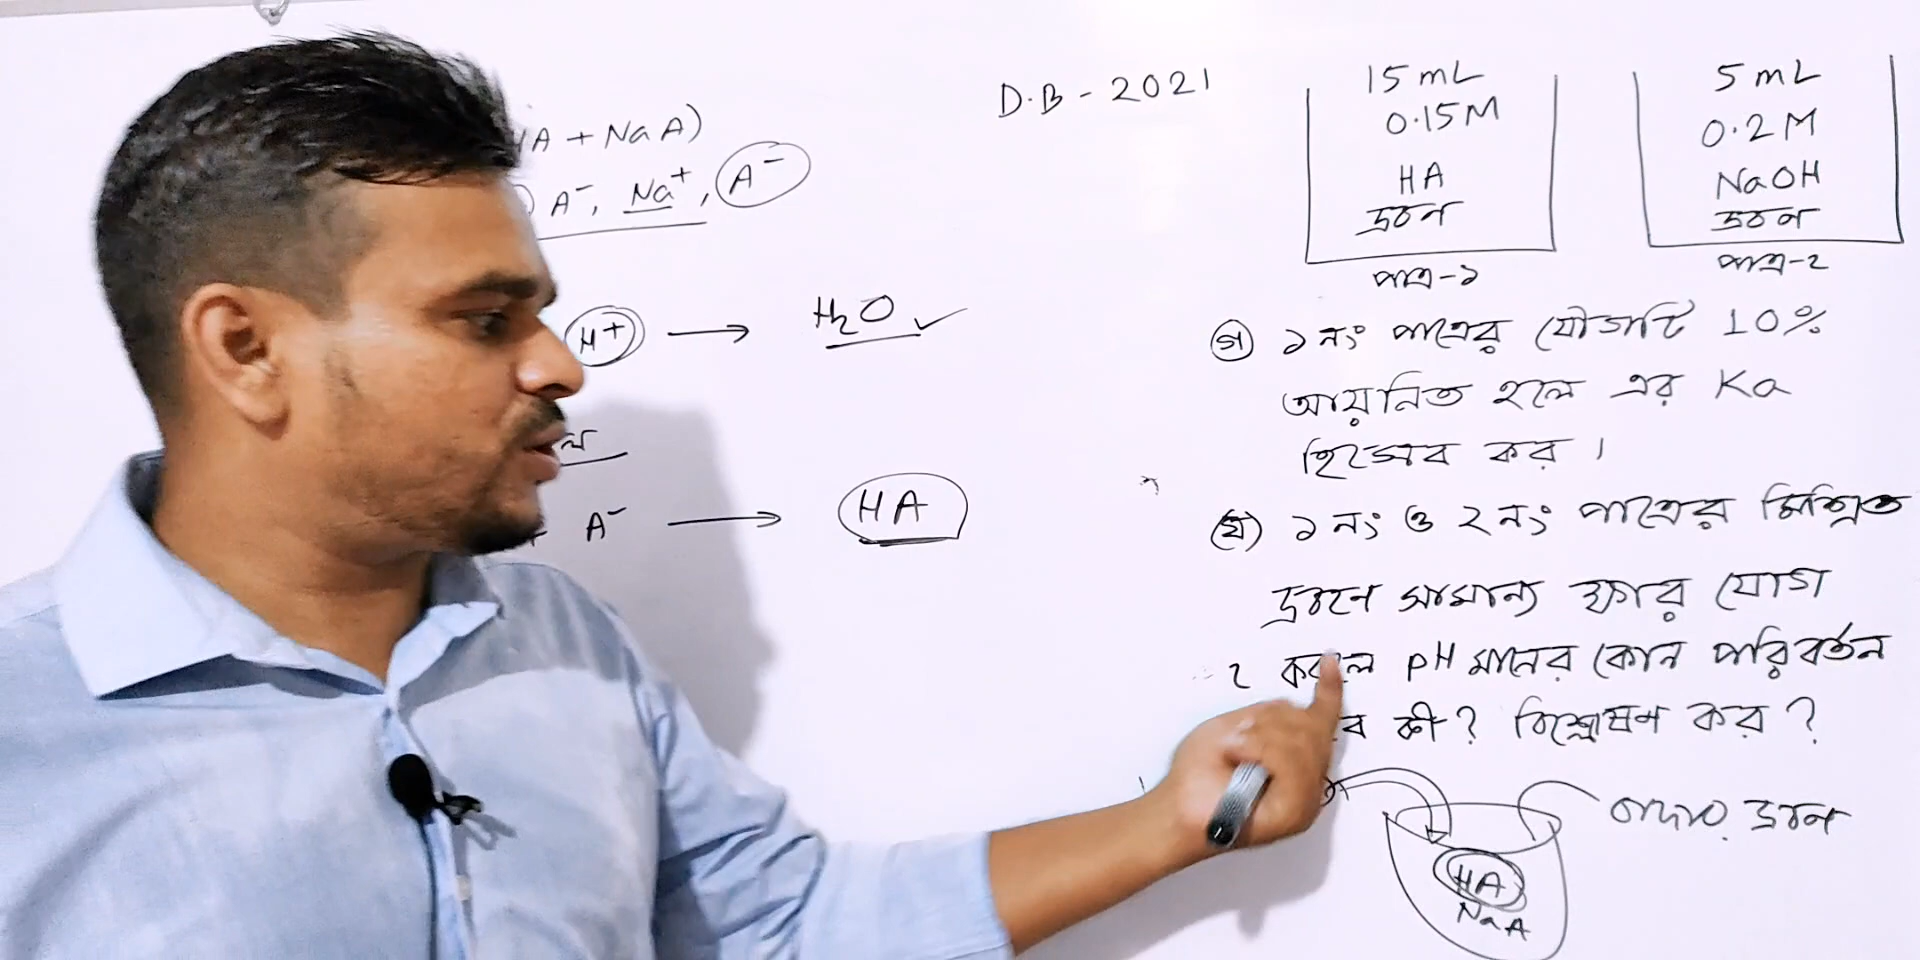 A + NaA)
A⁻, Na⁺, A⁻
H⁺ → H₂O ✓
A⁻ → HA
D.B - 2021
15 mL
0.15M
HA
দ্রবণ
পাত্র-১
5 mL
0.2M
NaOH
দ্রবণ
পাত্র-২
(গ) ১নং পাত্রের যৌগটি 10%
আয়নিত হলে এর Ka
হিসেব কর।
(ঘ) ১নং ও ২নং পাত্রের মিশ্রিত
দ্রবনে সামান্য ক্ষার যোগ
করলে pH মানের কোন পরিবর্তন
বে কী? বিশ্লেষণ কর?
দ্রবণ
HA
NaA